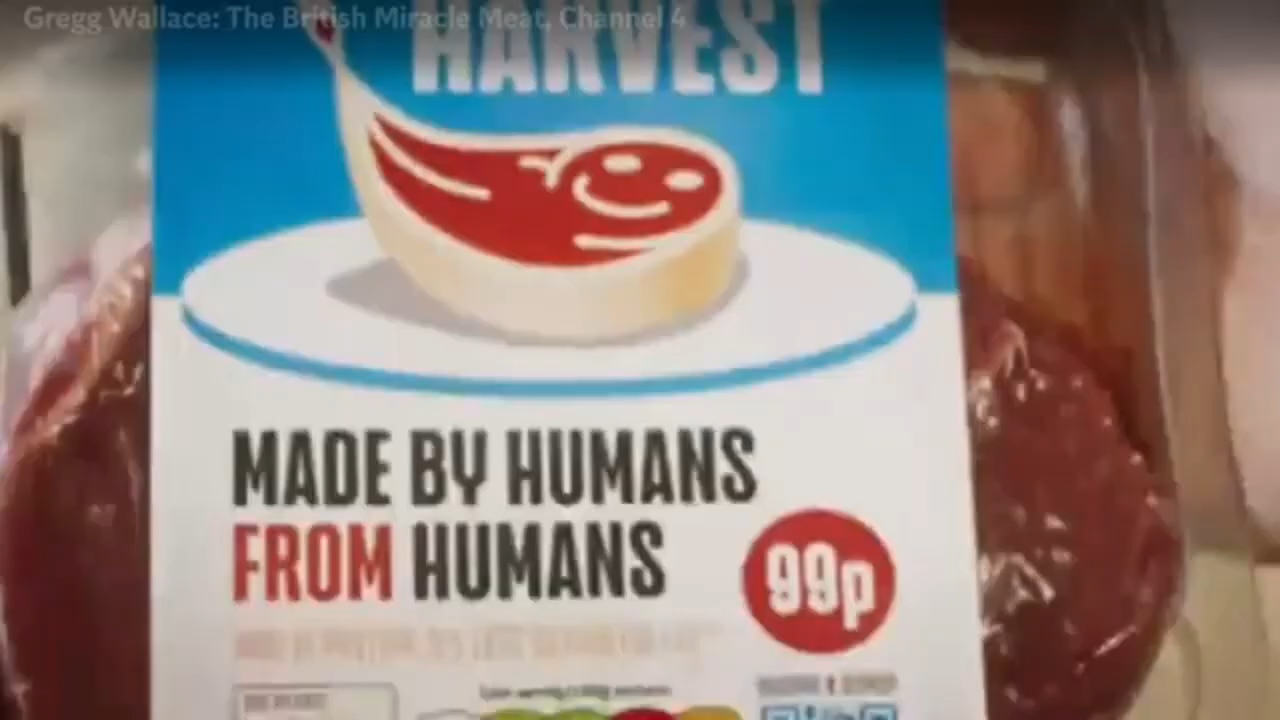 Gregg Wallace: The British Miracle Meat, Channel 4
HARVEST
MADE BY HUMANS
FROM HUMANS
99p